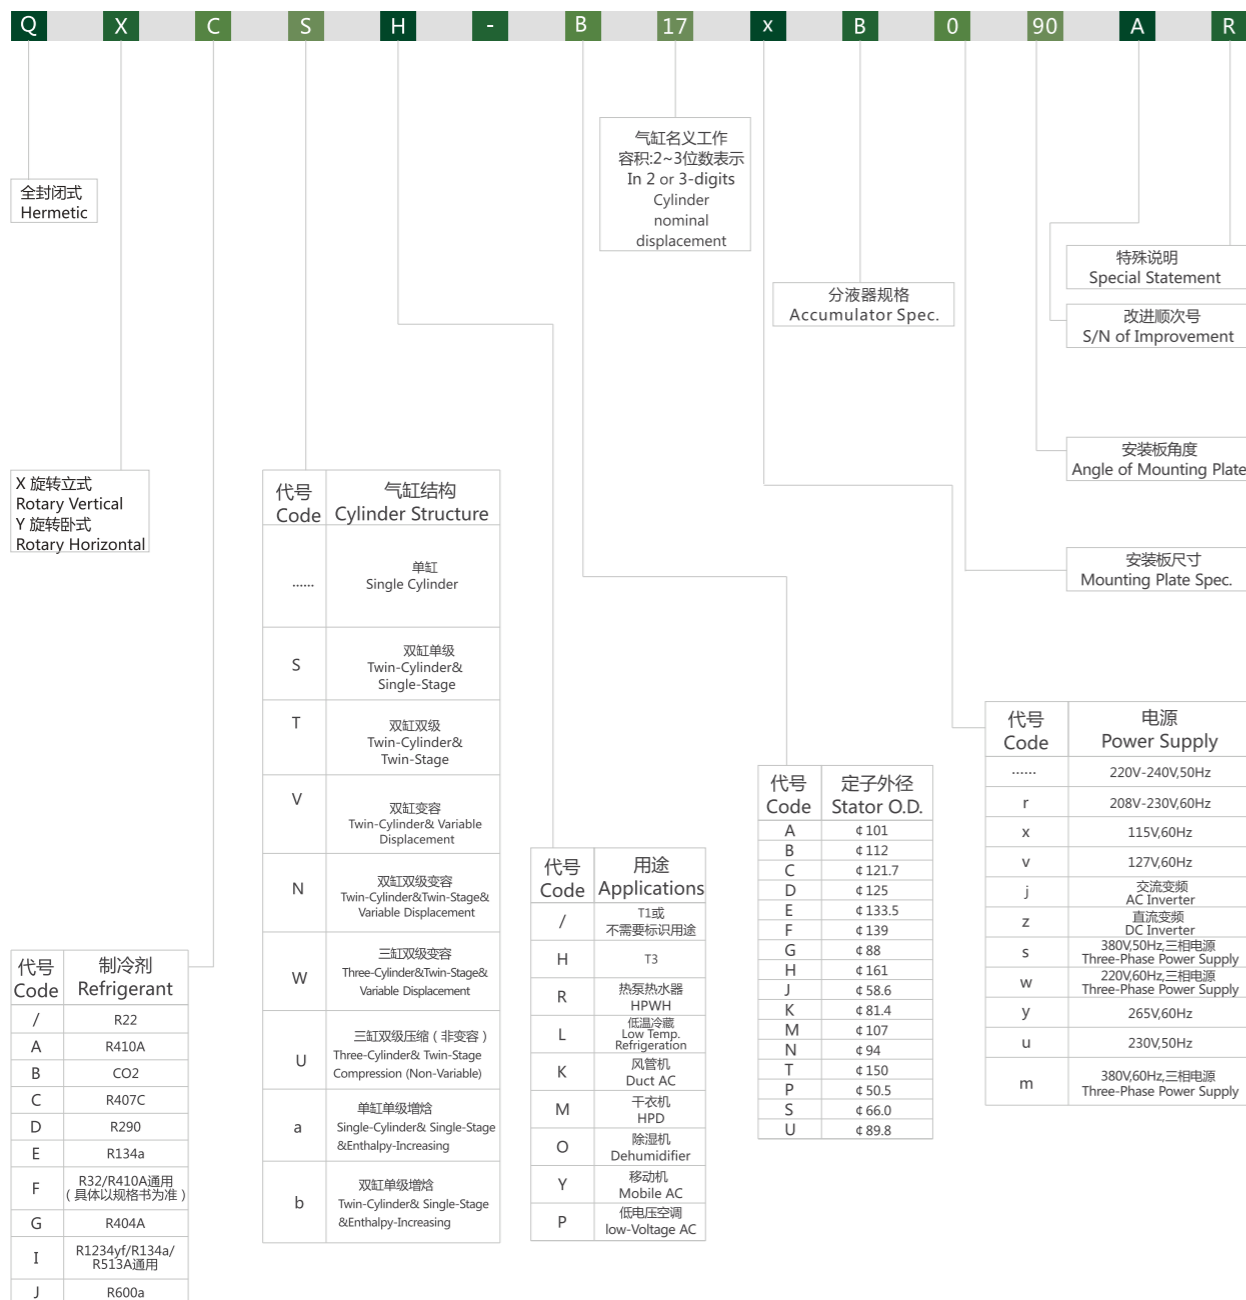 Q X C S H - B 17 x B 0 90 A R
气缸名义工作
容积:2~3位数表示
In 2 or 3-digits
Cylinder
nominal
displacement
全封闭式
Hermetic
特殊说明
Special Statement
分液器规格
Accumulator Spec.
改进顺次号
S/N of Improvement
安装板角度
Angle of Mounting Plate
X 旋转立式
Rotary Vertical
Y 旋转卧式
Rotary Horizontal
安装板尺寸
Mounting Plate Spec.
代号 气缸结构
Code Cylinder Structure
...... 单缸
Single Cylinder
S 双缸单级
Twin-Cylinder&
Single-Stage
T 双缸双级
Twin-Cylinder&
Twin-Stage
V 双缸变容
Twin-Cylinder& Variable
Displacement
N 双缸双级变容
Twin-Cylinder&Twin-Stage&
Variable Displacement
W 三缸双级变容
Three-Cylinder&Twin-Stage&
Variable Displacement
U 三缸双级压缩（非变容）
Three-Cylinder& Twin-Stage
Compression (Non-Variable)
a 单缸单级增焓
Single-Cylinder& Single-Stage
&Enthalpy-Increasing
b 双缸单级增焓
Twin-Cylinder& Single-Stage
&Enthalpy-Increasing
代号 电源
Code Power Supply
...... 220V-240V,50Hz
r 208V-230V,60Hz
x 115V,60Hz
v 127V,60Hz
j 交流变频
AC Inverter
z 直流变频
DC Inverter
s 380V,50Hz,三相电源
Three-Phase Power Supply
w 220V,60Hz,三相电源
Three-Phase Power Supply
y 265V,60Hz
u 230V,50Hz
m 380V,60Hz,三相电源
Three-Phase Power Supply
代号 定子外径
Code Stator O.D.
A ¢101
B ¢112
C ¢121.7
D ¢125
E ¢133.5
F ¢139
G ¢88
H ¢161
J ¢58.6
K ¢81.4
M ¢107
N ¢94
T ¢150
P ¢50.5
S ¢66.0
U ¢89.8
代号 用途
Code Applications
/ T1或
不需要标识用途
H T3
R 热泵热水器
HPWH
L 低温冷藏
Low Temp.
Refrigeration
K 风管机
Duct AC
M 干衣机
HPD
O 除湿机
Dehumidifier
Y 移动机
Mobile AC
P 低电压空调
low-Voltage AC
代号 制冷剂
Code Refrigerant
/ R22
A R410A
B CO2
C R407C
D R290
E R134a
F R32/R410A通用
（具体以规格书为准）
G R404A
I R1234yf/R134a/
R513A通用
J R600a